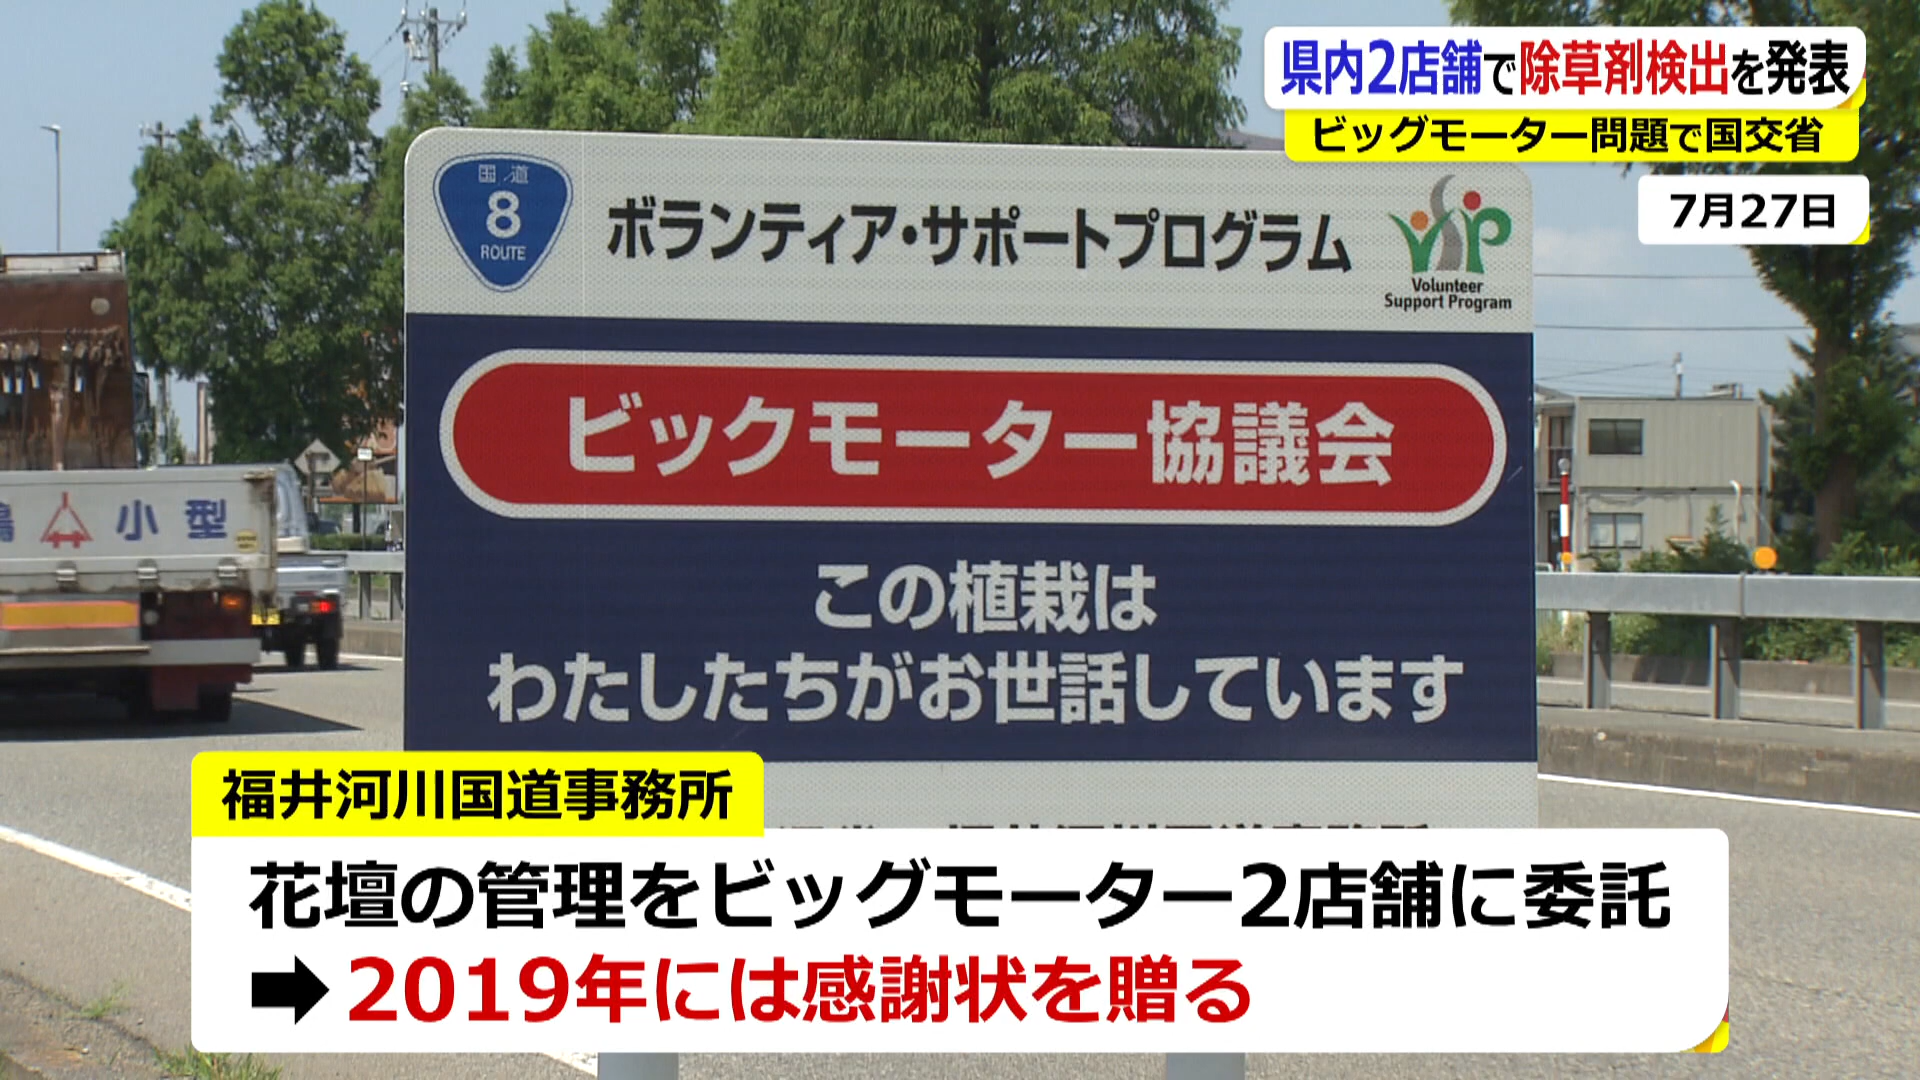 県内2店舗で除草剤検出を発表
ビッグモーター問題で国交省
7月27日
国道
8
ROUTE
ボランティア・サポートプログラム
Volunteer
Support Program
ビックモーター協議会
この植栽は
わたしたちがお世話しています
小型
福井河川国道事務所
花壇の管理をビッグモーター2店舗に委託
➡2019年には感謝状を贈る